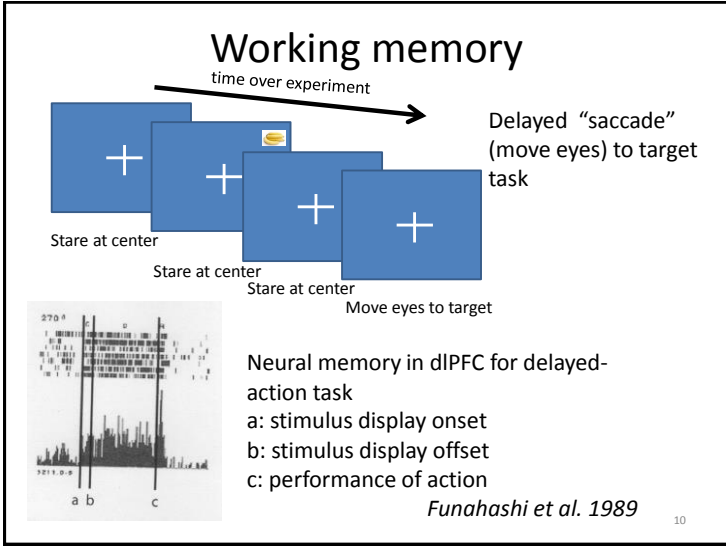 Working memory
time over experiment
Delayed “saccade”
(move eyes) to target
task
Stare at center
Stare at center
Stare at center
Move eyes to target
270
C
D
R
Neural memory in dlPFC for delayed-
action task
a: stimulus display onset
b: stimulus display offset
c: performance of action
a b c
Funahashi et al. 1989
10